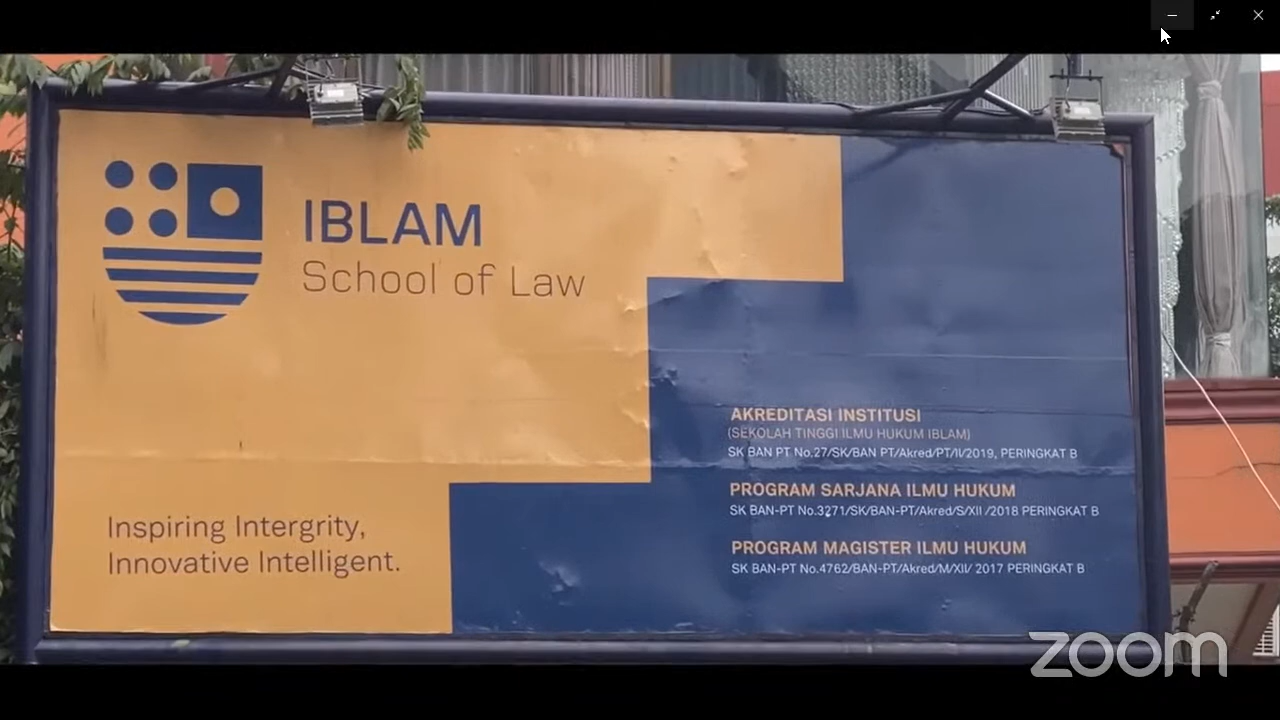 IBLAM
School of Law
Inspiring Intergrity,
Innovative Intelligent.
AKREDITASI INSTITUSI
(SEKOLAH TINGGI ILMU HUKUM IBLAM)
SK BAN PT No.27/SK/BAN PT/Akred/PT/II/2019, PERINGKAT B
PROGRAM SARJANA ILMU HUKUM
SK BAN-PT No.3271/SK/BAN-PT/Akred/S/XII /2018 PERINGKAT B
PROGRAM MAGISTER ILMU HUKUM
SK BAN-PT No.4762/BAN-PT/Akred/M/XII/ 2017 PERINGKAT B
zoom